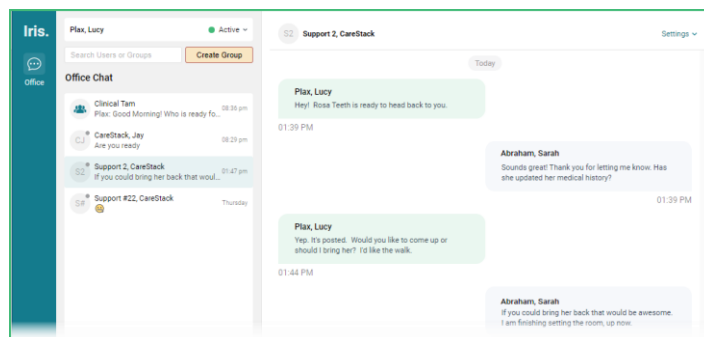 Iris.
Office
Plax, Lucy
Active
Search Users or Groups
Create Group
Office Chat
Clinical Tam
Plax: Good Morning! Who is ready fo...
08:36 pm
CJ
CareStack, Jay
Are you ready
08:29 pm
S2
Support 2, CareStack
If you could bring her back that woul...
01:47 pm
S#
Support #22, CareStack
Thursday
S2
Support 2, CareStack
Settings
Today
Plax, Lucy
Hey! Rosa Teeth is ready to head back to you.
01:39 PM
Abraham, Sarah
Sounds great! Thank you for letting me know. Has
she updated her medical history?
01:39 PM
Plax, Lucy
Yep. It's posted. Would you like to come up or
should I bring her? I'd like the walk.
01:44 PM
Abraham, Sarah
If you could bring her back that would be awesome.
I am finishing setting the room, up now.